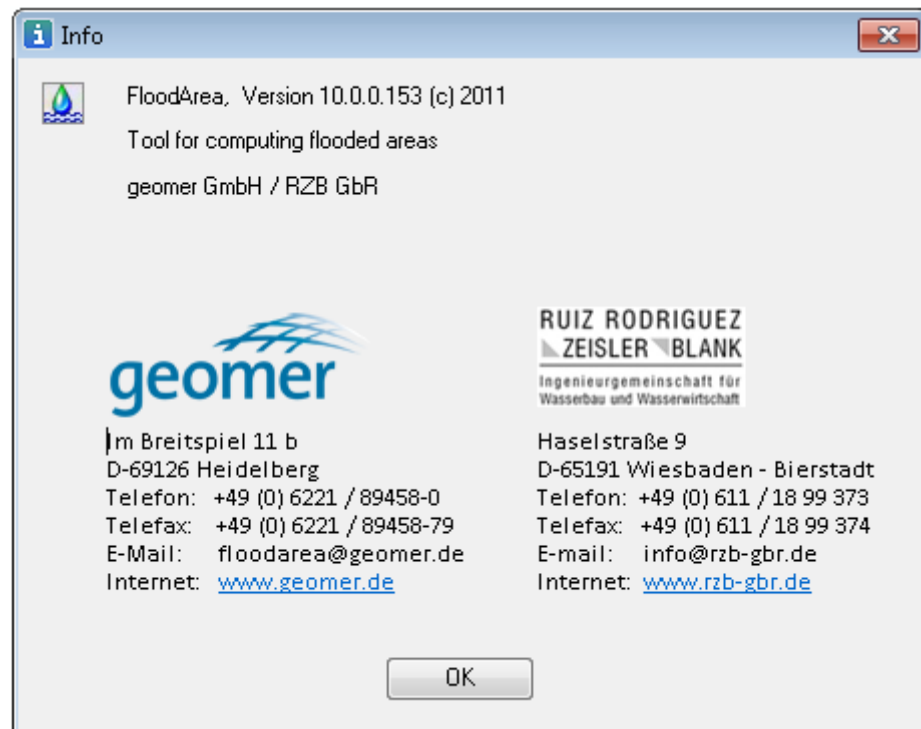 Info
FloodArea, Version 10.0.0.153 (c) 2011
Tool for computing flooded areas
geomer GmbH / RZB GbR
geomer
Im Breitspiel 11 b
D-69126 Heidelberg
Telefon: +49 (0) 6221 / 89458-0
Telefax: +49 (0) 6221 / 89458-79
E-Mail: floodarea@geomer.de
Internet: www.geomer.de
RUIZ RODRIGUEZ
ZEISLER BLANK
Ingenieurgemeinschaft für
Wasserbau und Wasserwirtschaft
Haselstraße 9
D-65191 Wiesbaden - Bierstadt
Telefon: +49 (0) 611 / 18 99 373
Telefax: +49 (0) 611 / 18 99 374
E-mail: info@rzb-gbr.de
Internet: www.rzb-gbr.de
OK